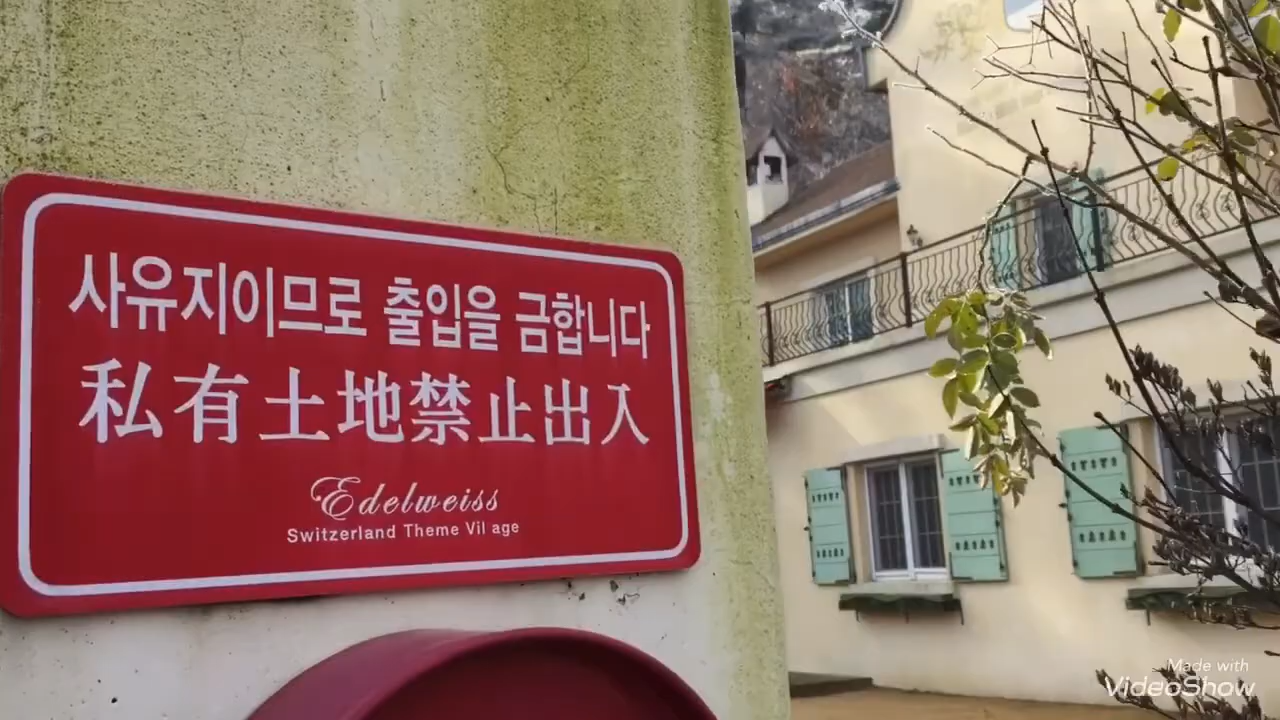 사유지이므로 출입을 금합니다
私有土地禁止出入
Edelweiss
Switzerland Theme Vil age
Made with
VideoShow